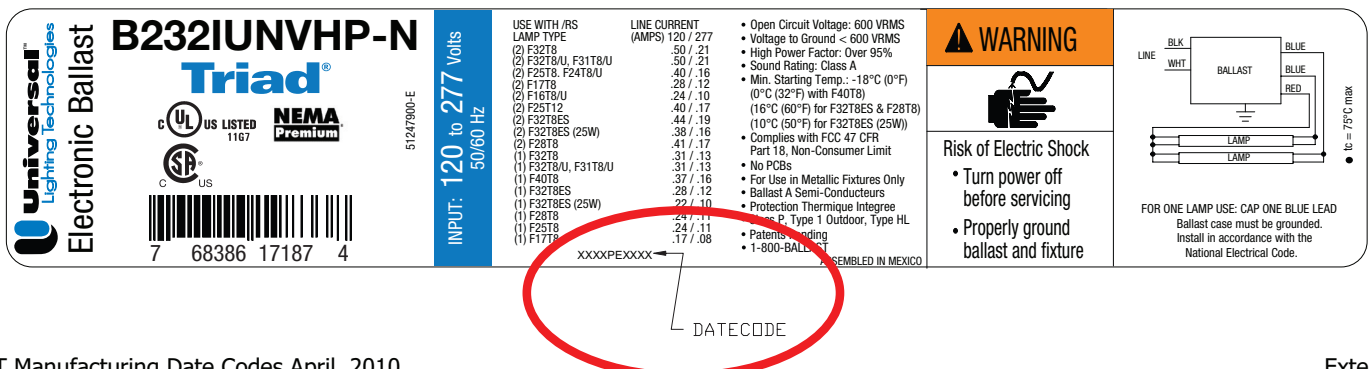 Universal
Lighting Technologies
Electronic Ballast
B232IUNVHP-N
Triad®
C UL US LISTED
11G7
NEMA
Premium
SA®
C US
7 68386 17187 4
51247900-E
INPUT: 120 to 277 Volts
50/60 Hz
USE WITH /RS LINE CURRENT
LAMP TYPE (AMPS) 120 / 277
(2) F32T8 .50 / .21
(2) F32T8/U, F31T8/U .50 / .21
(2) F25T8. F24T8/U .40 / .16
(2) F17T8 .28 / .12
(2) F16T8/U .24 / .10
(2) F25T12 .40 / .17
(2) F32T8ES .44 / .19
(2) F32T8ES (25W) .38 / .16
(2) F28T8 .41 / .17
(1) F32T8 .31 / .13
(1) F32T8/U, F31T8/U .31 / .13
(1) F40T8 .37 / .16
(1) F32T8ES .28 / .12
(1) F32T8ES (25W) .22 / .10
(1) F28T8 .24 / .11
(1) F25T8 .24 / .11
(1) F17T8 .17 / .08
XXXXPEXXXX
DATECODE
• Open Circuit Voltage: 600 VRMS
• Voltage to Ground < 600 VRMS
• High Power Factor: Over 95%
• Sound Rating: Class A
• Min. Starting Temp.: -18°C (0°F)
(0°C (32°F) with F40T8)
(16°C (60°F) for F32T8ES & F28T8)
(10°C (50°F) for F32T8ES (25W))
• Complies with FCC 47 CFR
Part 18, Non-Consumer Limit
• No PCBs
• For Use in Metallic Fixtures Only
• Ballast A Semi-Conducteurs
• Protection Thermique Integree
P, Type 1 Outdoor, Type HL
• Patents
• 1-800-BALLAST
ASSEMBLED IN MEXICO
WARNING
Risk of Electric Shock
• Turn power off
before servicing
• Properly ground
ballast and fixture
LINE
BLK
WHT
BALLAST
BLUE
BLUE
RED
LAMP
LAMP
• tc = 75°C max
FOR ONE LAMP USE: CAP ONE BLUE LEAD
Ballast case must be grounded.
Install in accordance with the
National Electrical Code.
Manufacturing Date Codes April, 2010